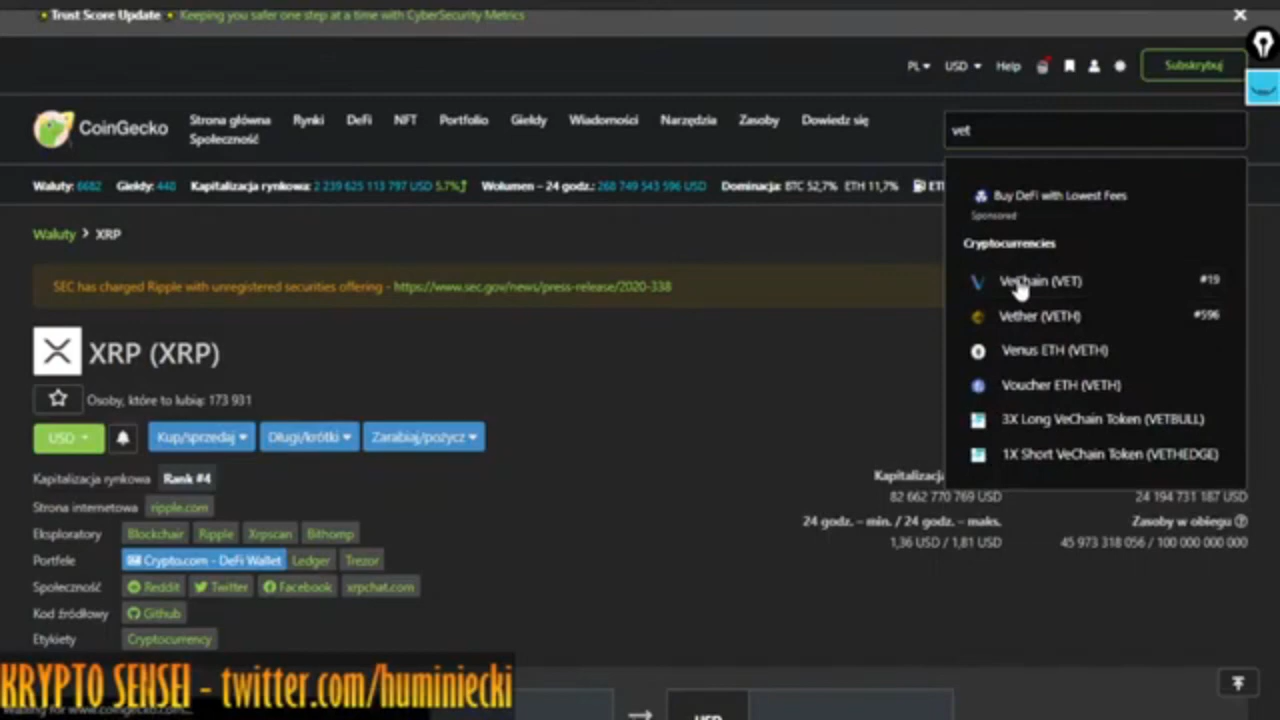 Trust Score Update • Keeping you safer one step at a time with CyberSecurity Metrics
PL USD Help Subskrybuj
CoinGecko Strona główna Rynki DeFi NFT Portfolio Giełdy Wiadomości Narzędzia Zasoby Dowiedz się
Społeczność
vet
Waluty: 6682 Giełdy: 440 Kapitalizacja rynkowa: 2 239 625 113 797 USD 5.7% Wolumen – 24 godz.: 268 749 543 596 USD Dominacja: BTC 52,7% ETH 11,7%
Buy DeFi with Lowest Fees
Sponsored
Cryptocurrencies
VeChain (VET) #19
Vether (VETH) #596
Venus ETH (VETH)
Voucher ETH (VETH)
3X Long VeChain Token (VETBULL)
1X Short VeChain Token (VETHEDGE)
Waluty > XRP
SEC has charged Ripple with unregistered securities offering - https://www.sec.gov/news/press-release/2020-338
XRP (XRP)
Osoby, które to lubią: 173 931
USD Kup/sprzedaj Długi/krótki Zarabiaj/pożycz
Kapitalizacja rynkowa Rank #4
Strona internetowa ripple.com
Eksploratory Blockchair Ripple Xrpscan Bithomp
Portfele Crypto.com - DeFi Wallet Ledger Trezor
Społeczność Reddit Twitter Facebook xrpchat.com
Kod źródłowy Github
Etykiety Cryptocurrency
82 662 770 769 USD 24 194 731 187 USD
24 godz. – min. / 24 godz. – maks. Zasoby w obiegu
1,36 USD / 1,81 USD 45 973 318 056 / 100 000 000 000
KRYPTO SENSEI - twitter.com/huminiecki
USD